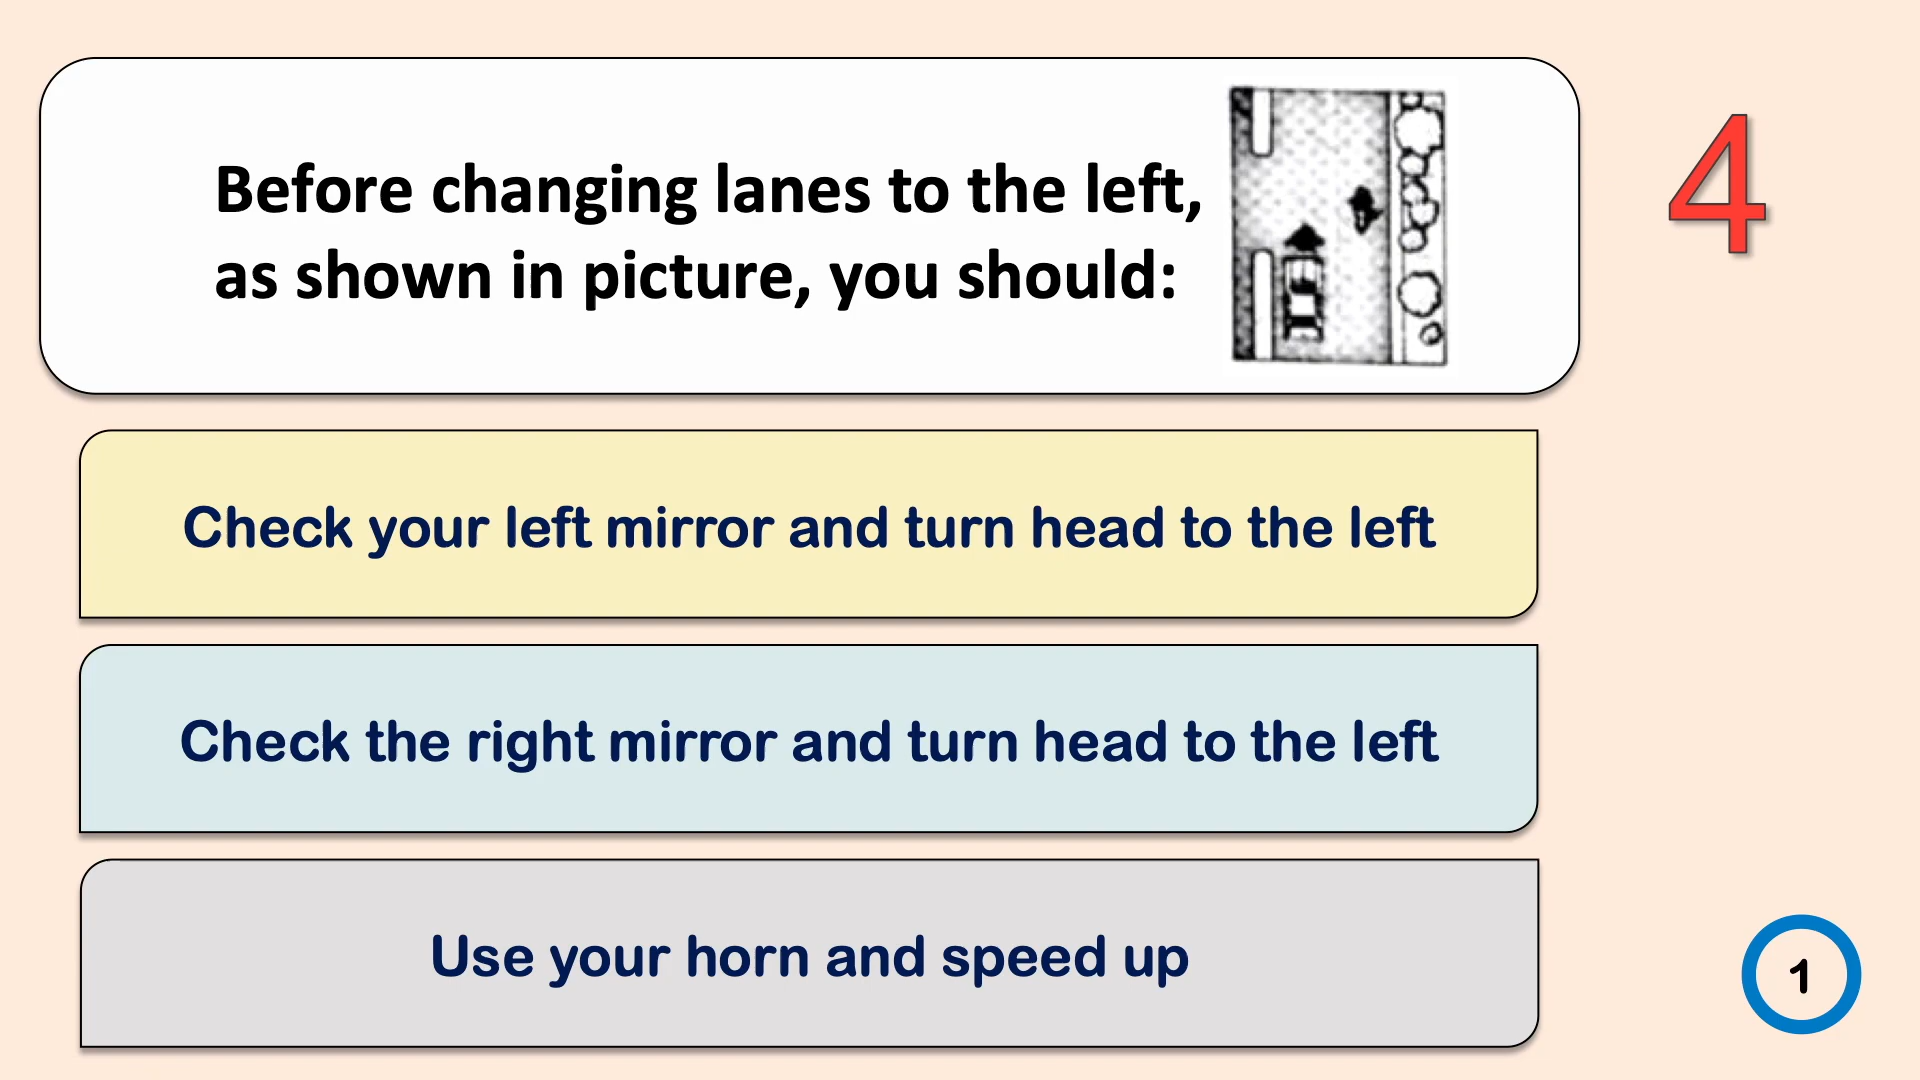 Before changing lanes to the left,
as shown in picture, you should:
4
Check your left mirror and turn head to the left
Check the right mirror and turn head to the left
Use your horn and speed up
1